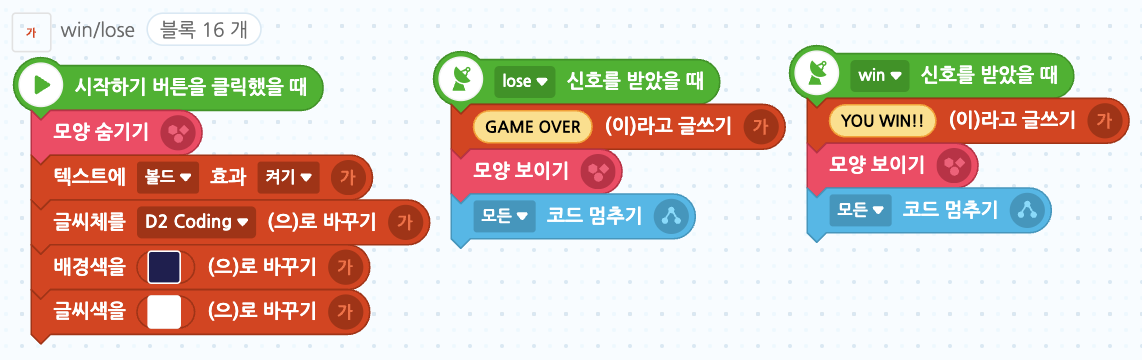 가 win/lose 블록 16 개
시작하기 버튼을 클릭했을 때
모양 숨기기
텍스트에 볼드 ▼ 효과 켜기 ▼ 가
글씨체를 D2 Coding ▼ (으)로 바꾸기 가
배경색을 (으)로 바꾸기 가
글씨색을 (으)로 바꾸기 가
lose ▼ 신호를 받았을 때
GAME OVER (이)라고 글쓰기 가
모양 보이기
모든 ▼ 코드 멈추기
win ▼ 신호를 받았을 때
YOU WIN!! (이)라고 글쓰기 가
모양 보이기
모든 ▼ 코드 멈추기